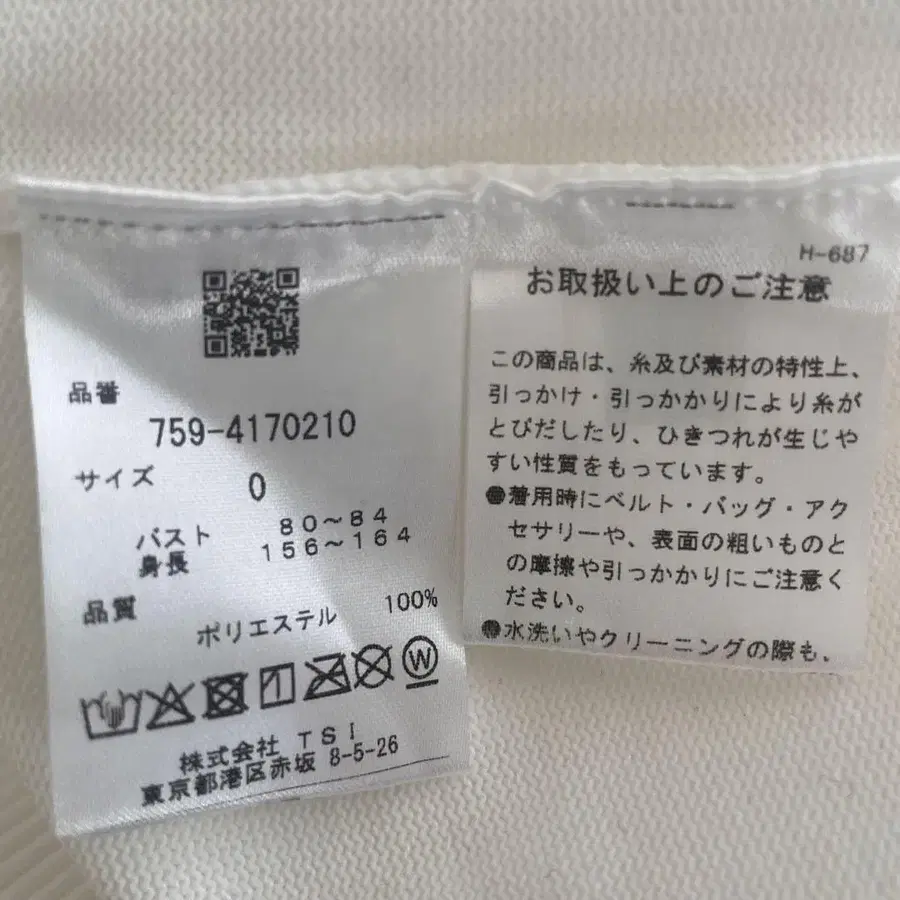 品番
759-4170210
サイズ 0
バスト 80～84
身長 156～164
品質
ポリエステル 100%
W
株式会社 TSI
東京都港区赤坂 8-5-26
H-687
お取扱い上のご注意
この商品は、糸及び素材の特性上、
引っかけ・引っかかりにより糸が
とびだしたり、ひきつれが生じや
すい性質をもっています。
●着用時にベルト・バッグ・アク
セサリーや、表面の粗いものと
の摩擦や引っかかりにご注意く
ださい。
●水洗いやクリーニングの際も、